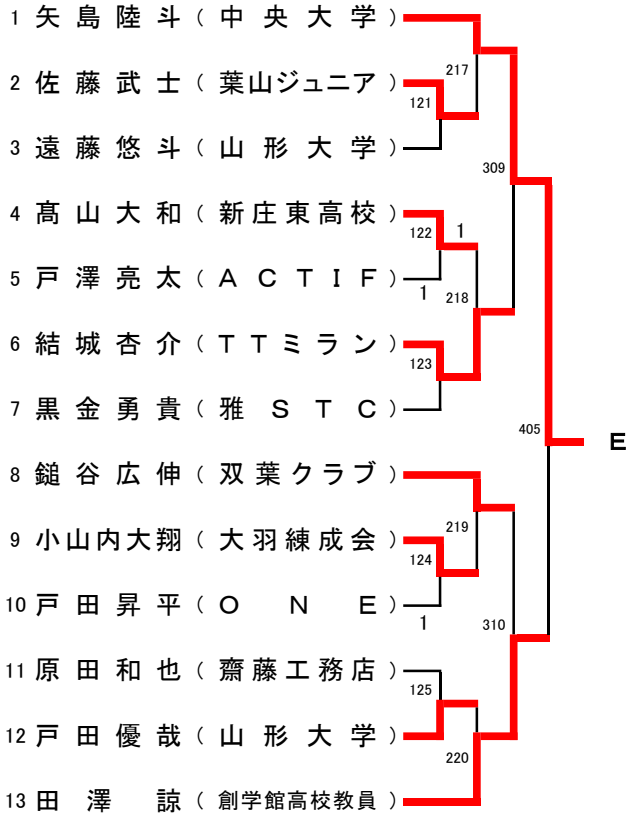 1 矢島陸斗 (中央大学)
217
2 佐藤武士 (葉山ジュニア)
121
3 遠藤悠斗 (山形大学)
309
4 髙山大和 (新庄東高校)
122 1
5 戸澤亮太 (ACTIF)
1 218
6 結城杏介 (TTミラン)
123
7 黒金勇貴 (雅STC)
405 E
8 鎚谷広伸 (双葉クラブ)
219
9 小山内大翔 (大羽練成会)
124
10 戸田昇平 (ONE)
1 310
11 原田和也 (齋藤工務店)
125
12 戸田優哉 (山形大学)
220
13 田澤諒 (創学館高校教員)